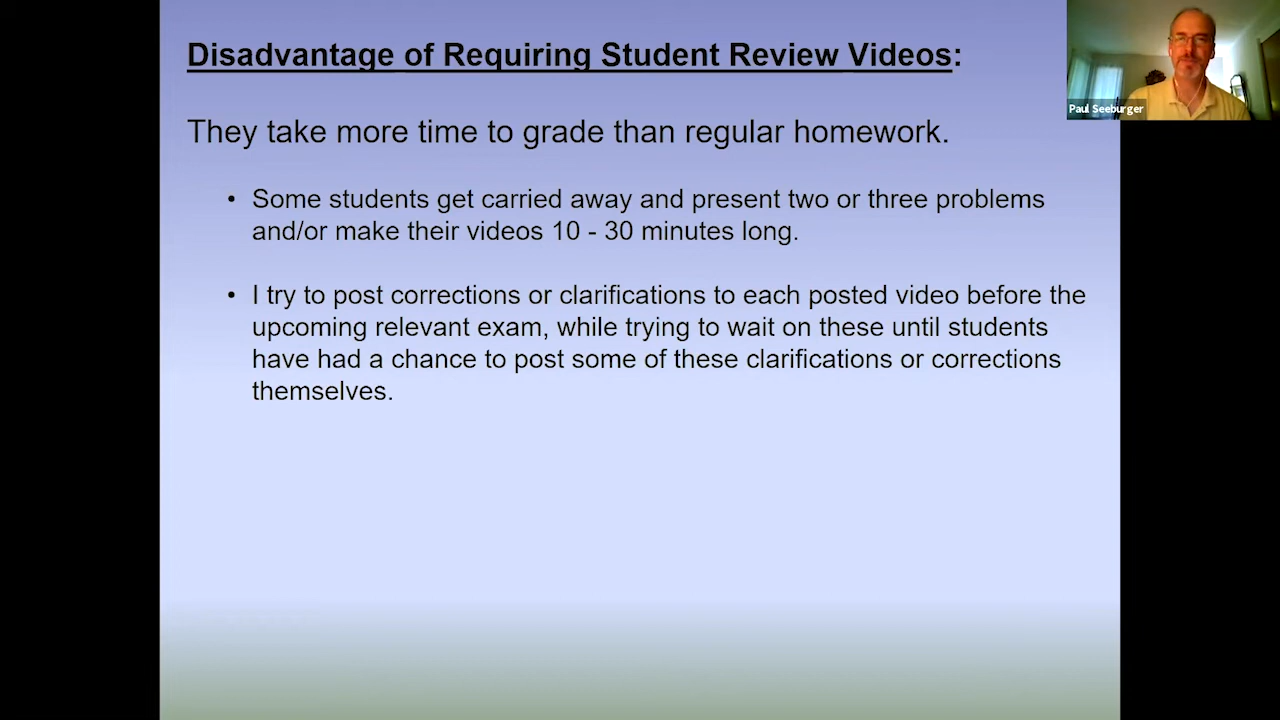 Disadvantage of Requiring Student Review Videos:
Paul Seeburger
They take more time to grade than regular homework.
• Some students get carried away and present two or three problems
and/or make their videos 10 - 30 minutes long.
• I try to post corrections or clarifications to each posted video before the
upcoming relevant exam, while trying to wait on these until students
have had a chance to post some of these clarifications or corrections
themselves.